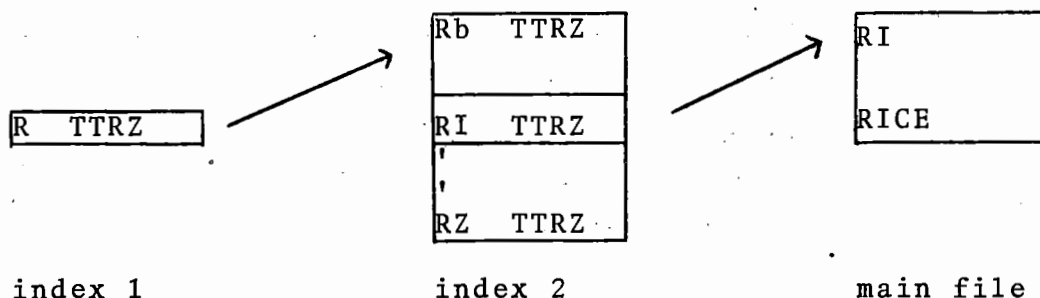 R TTRZ
index 1
Rb TTRZ
RI TTRZ
'
'
RZ TTRZ
index 2
RI
RICE
main file